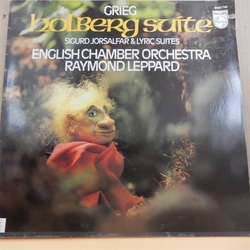 GRIEG
holberg suite
SIGURD JORSALFAR & LYRIC SUITES
ENGLISH CHAMBER ORCHESTRA
RAYMOND LEPPARD